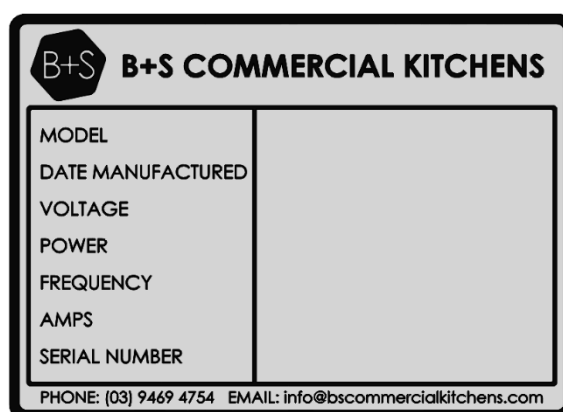 B+S B+S COMMERCIAL KITCHENS
MODEL
DATE MANUFACTURED
VOLTAGE
POWER
FREQUENCY
AMPS
SERIAL NUMBER
PHONE: (03) 9469 4754 EMAIL: info@bscommercialkitchens.com